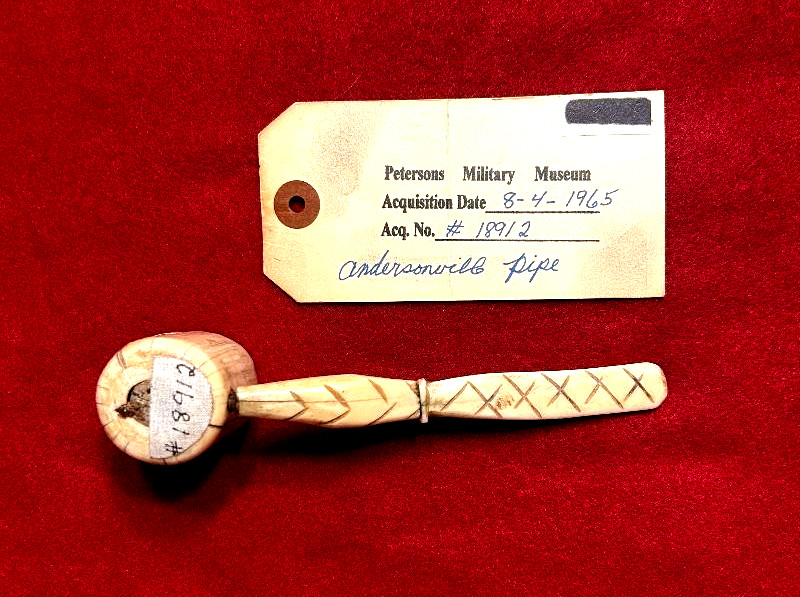 Petersons Military Museum
Acquisition Date 8-4-1965
Acq. No. # 18912
Andersonville Pipe
# 18912